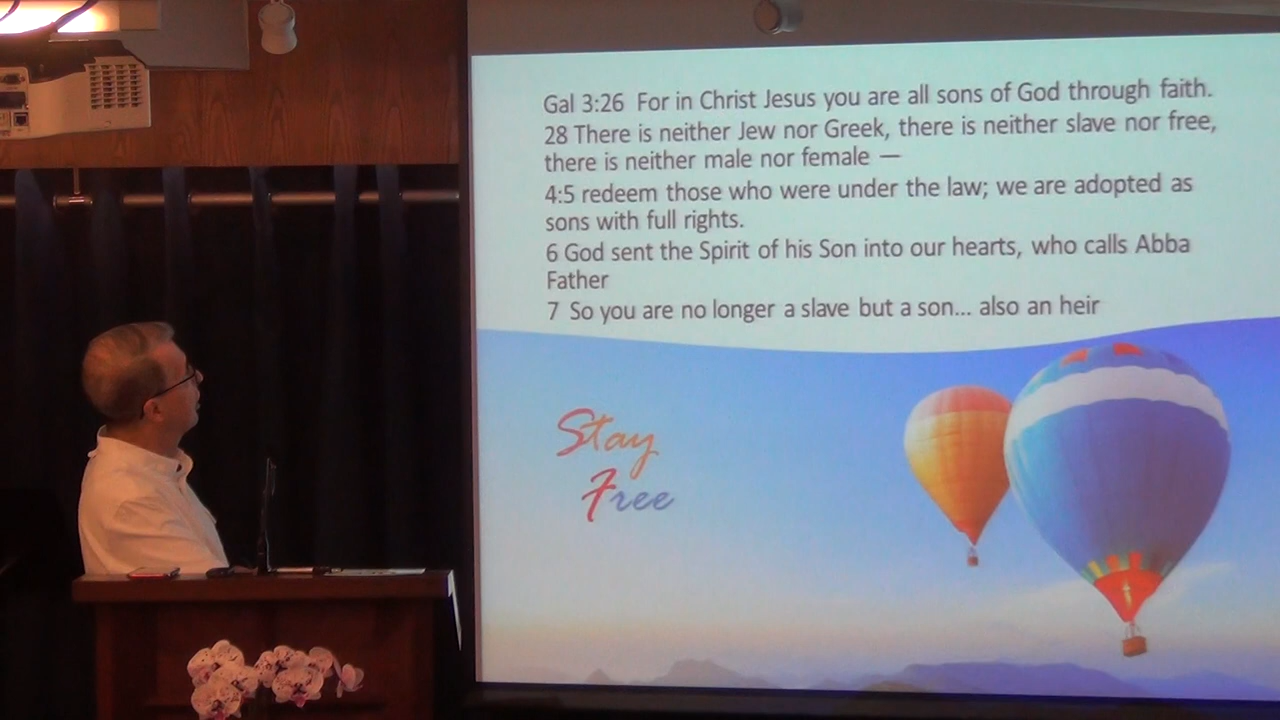 Gal 3:26 For in Christ Jesus you are all sons of God through faith.
28 There is neither Jew nor Greek, there is neither slave nor free,
there is neither male nor female —
4:5 redeem those who were under the law; we are adopted as
sons with full rights.
6 God sent the Spirit of his Son into our hearts, who calls Abba
Father
7 So you are no longer a slave but a son... also an heir
Stay
Free